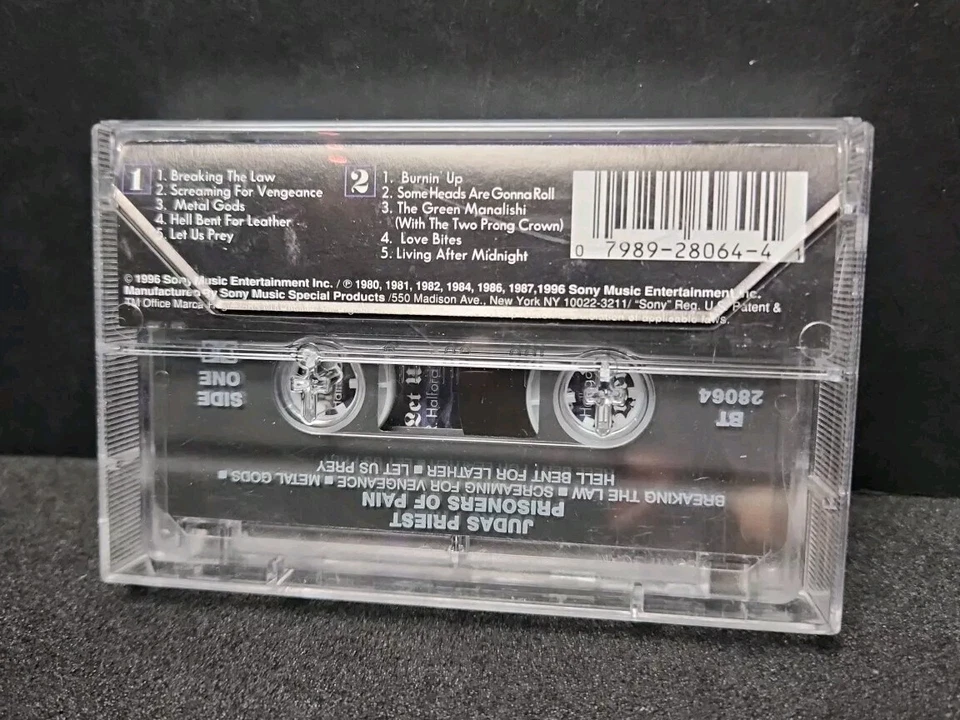 1
1. Breaking The Law
2. Screaming For Vengeance
3. Metal Gods
4. Hell Bent For Leather
5. Let Us Prey
2
1. Burnin' Up
2. Some Heads Are Gonna Roll
3. The Green Manalishi
(With The Two Prong Crown)
4. Love Bites
5. Living After Midnight
0 7989-28064-4
© 1996 Sony Music Entertainment Inc. / ℗ 1980, 1981, 1982, 1984, 1986, 1987, 1996 Sony Music Entertainment Inc.
Manufactured By Sony Music Special Products /550 Madison Ave., New York NY 10022-3211/ "Sony" Reg. U.S. Patent &
TM Office Marca
laws.
SIDE
ONE
BT
28064
Halford
JUDAS PRIEST
PRISONERS OF PAIN
BREAKING THE LAW ■ SCREAMING FOR VENGEANCE ■ METAL GODS ■
HELL BENT FOR LEATHER ■ LET US PREY